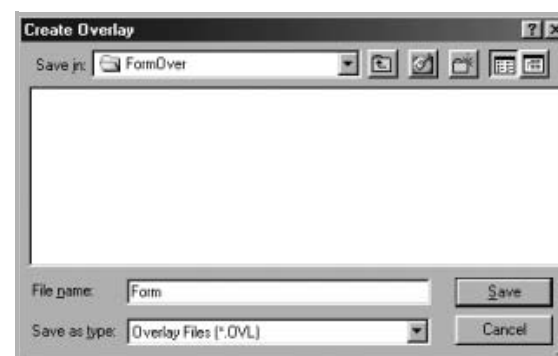 Create Overlay
Save in: FormOver
File name: Form Save
Save as type: Overlay Files (*.OVL) Cancel